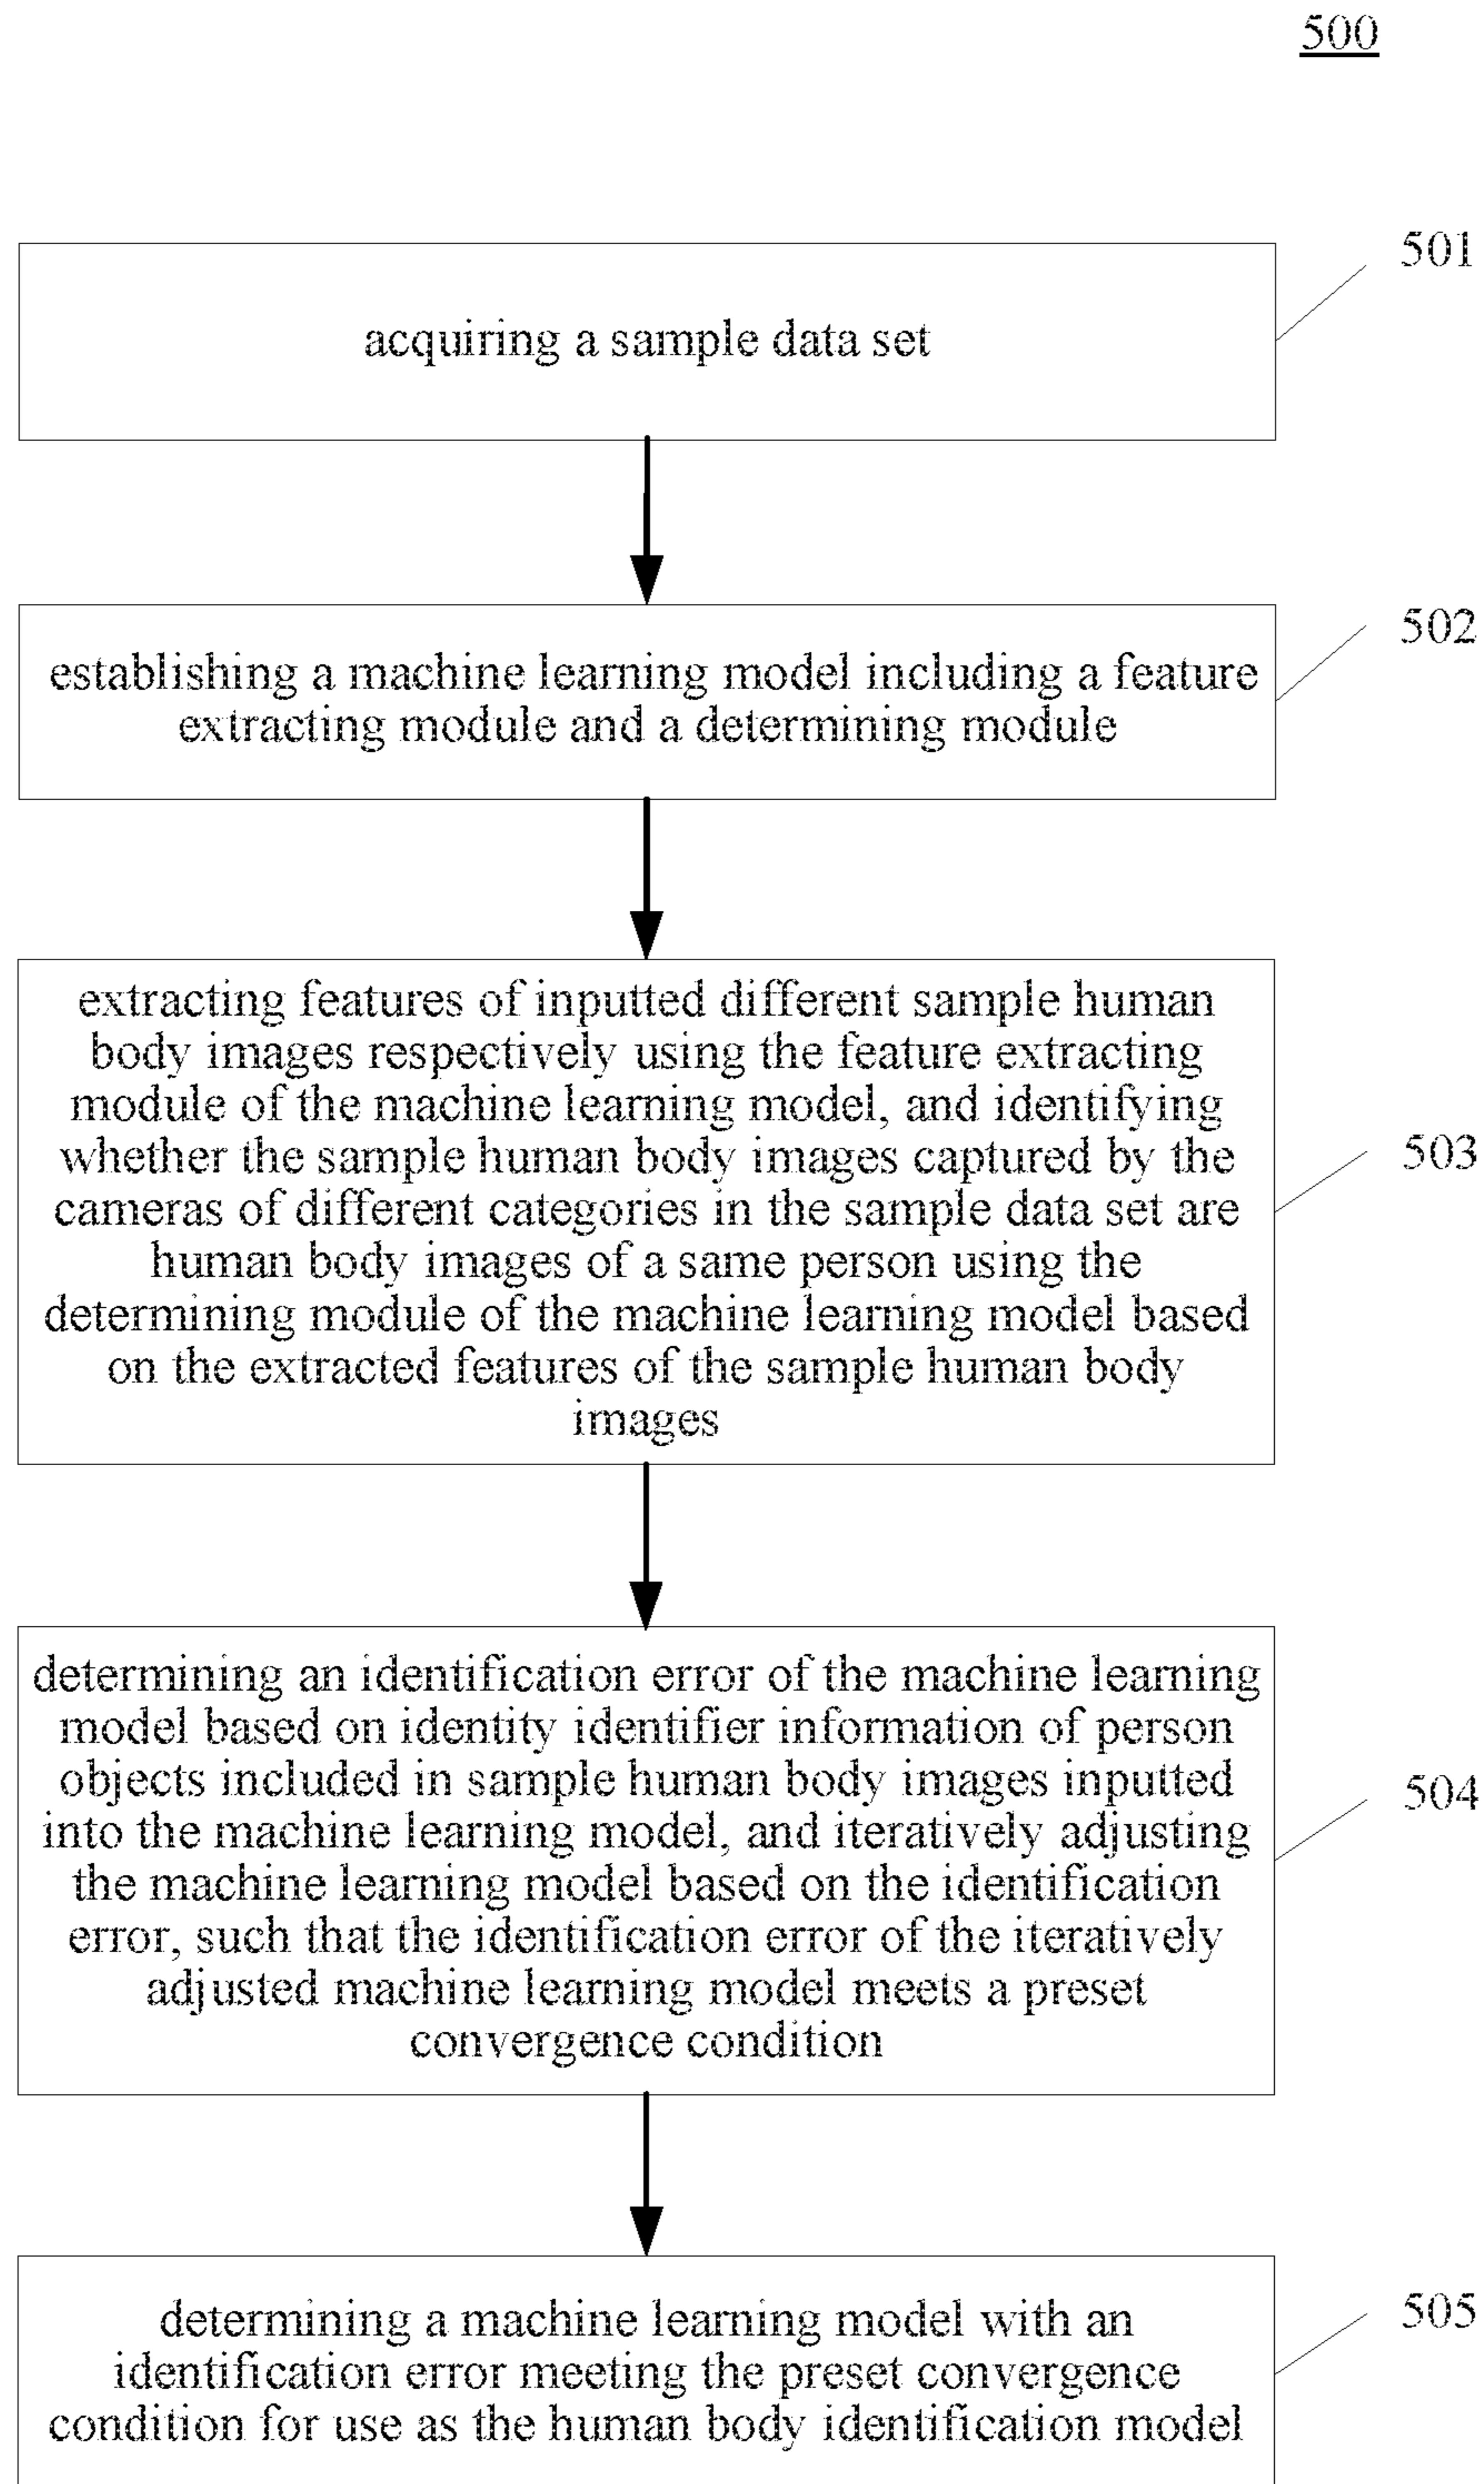 500
501
acquiring a sample data set
502
establishing a machine learning model including a feature
extracting module and a determining module
extracting features of inputted different sample human
body images respectively using the feature extracting
module of the machine learning model, and identifying
whether the sample human body images captured by the
503
cameras of different categories in the sample data set are
human body images of a same person using the
determining module of the machine learning model based
on the extracted features of the sample human body
images
determining an identification error of the machine learning
model based on identity identifier information of person
objects included in sample human body images inputted
504
into the machine learning model, and iteratively adjusting
the machine learning model based on the identification
error, such that the identification error of the iteratively
adjusted machine learning model meets a preset
convergence condition
505
determining a machine learning model with an
identification error meeting the preset convergence
condition for use as the human body identification model